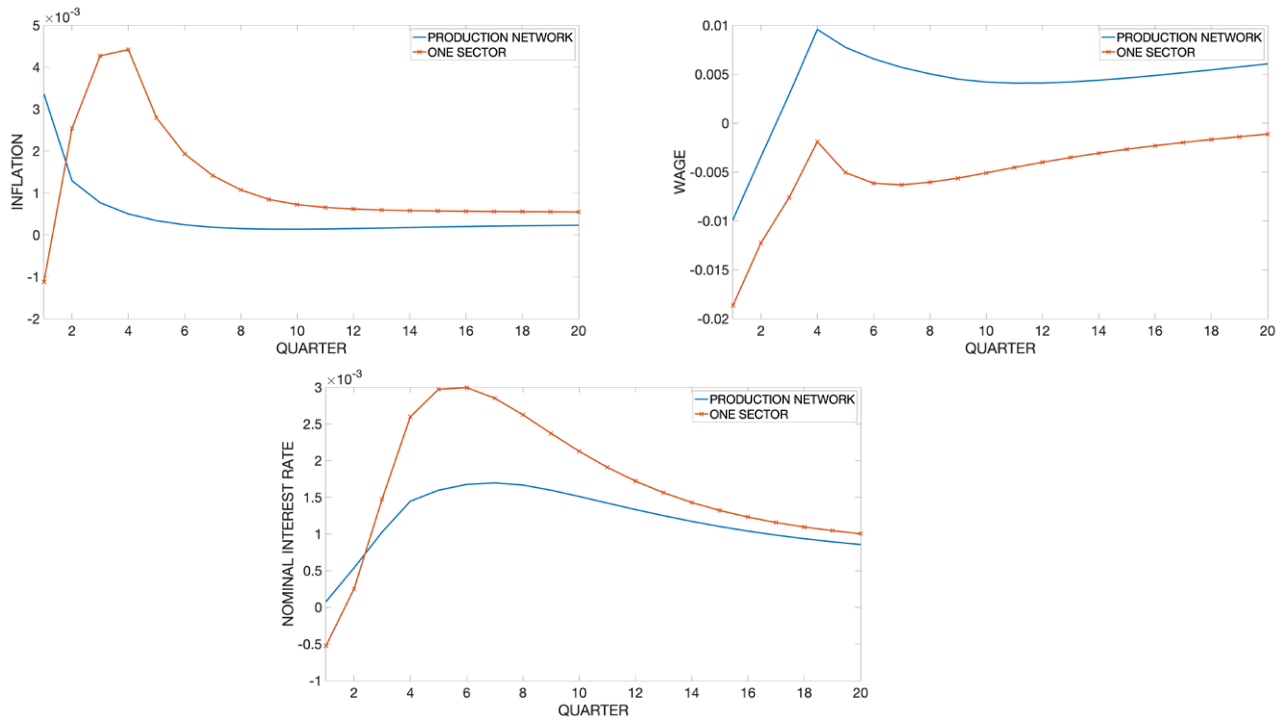 ×10-3
5
4
3
2
1
0
-1
-2
INFLATION
2 4 6 8 10 12 14 16 18 20
QUARTER
PRODUCTION NETWORK
ONE SECTOR
0.01
0.005
0
-0.005
-0.01
-0.015
-0.02
WAGE
2 4 6 8 10 12 14 16 18 20
QUARTER
PRODUCTION NETWORK
ONE SECTOR
×10-3
3
2.5
2
1.5
1
0.5
0
-0.5
-1
NOMINAL INTEREST RATE
2 4 6 8 10 12 14 16 18 20
QUARTER
PRODUCTION NETWORK
ONE SECTOR